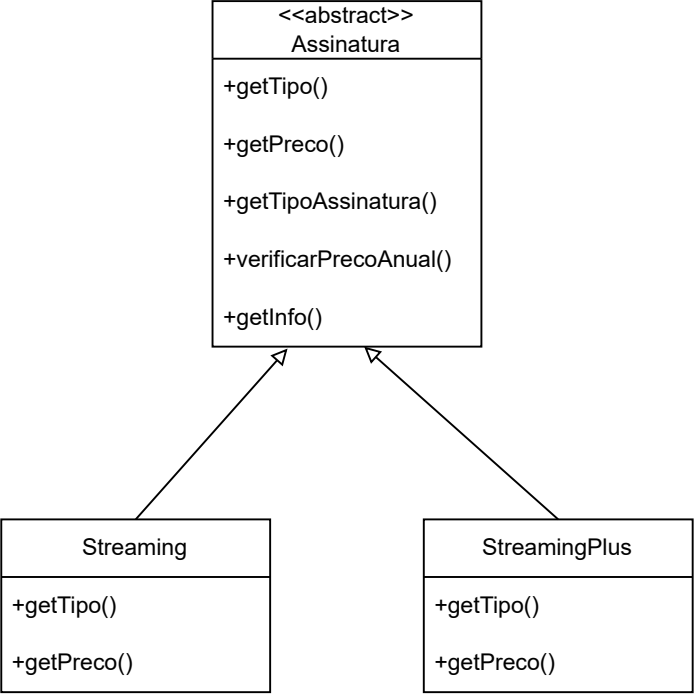 <<abstract>>
Assinatura
+getTipo()
+getPreco()
+getTipoAssinatura()
+verificarPrecoAnual()
+getInfo()
Streaming
+getTipo()
+getPreco()
StreamingPlus
+getTipo()
+getPreco()